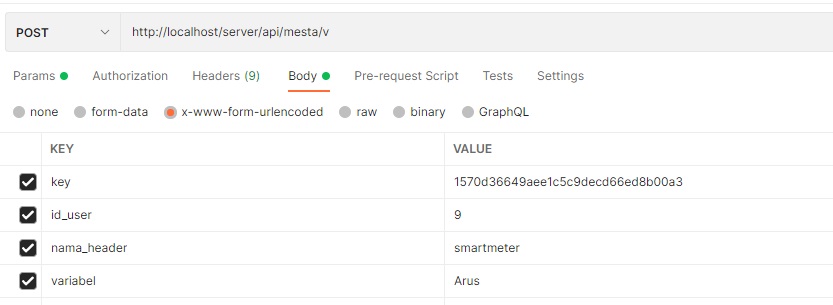 POST http://localhost/server/api/mesta/v
Params Authorization Headers (9) Body Pre-request Script Tests Settings
none form-data x-www-form-urlencoded raw binary GraphQL
KEY VALUE
key 1570d36649aee1c5c9decd66ed8b00a3
id_user 9
nama_header smartmeter
variabel Arus